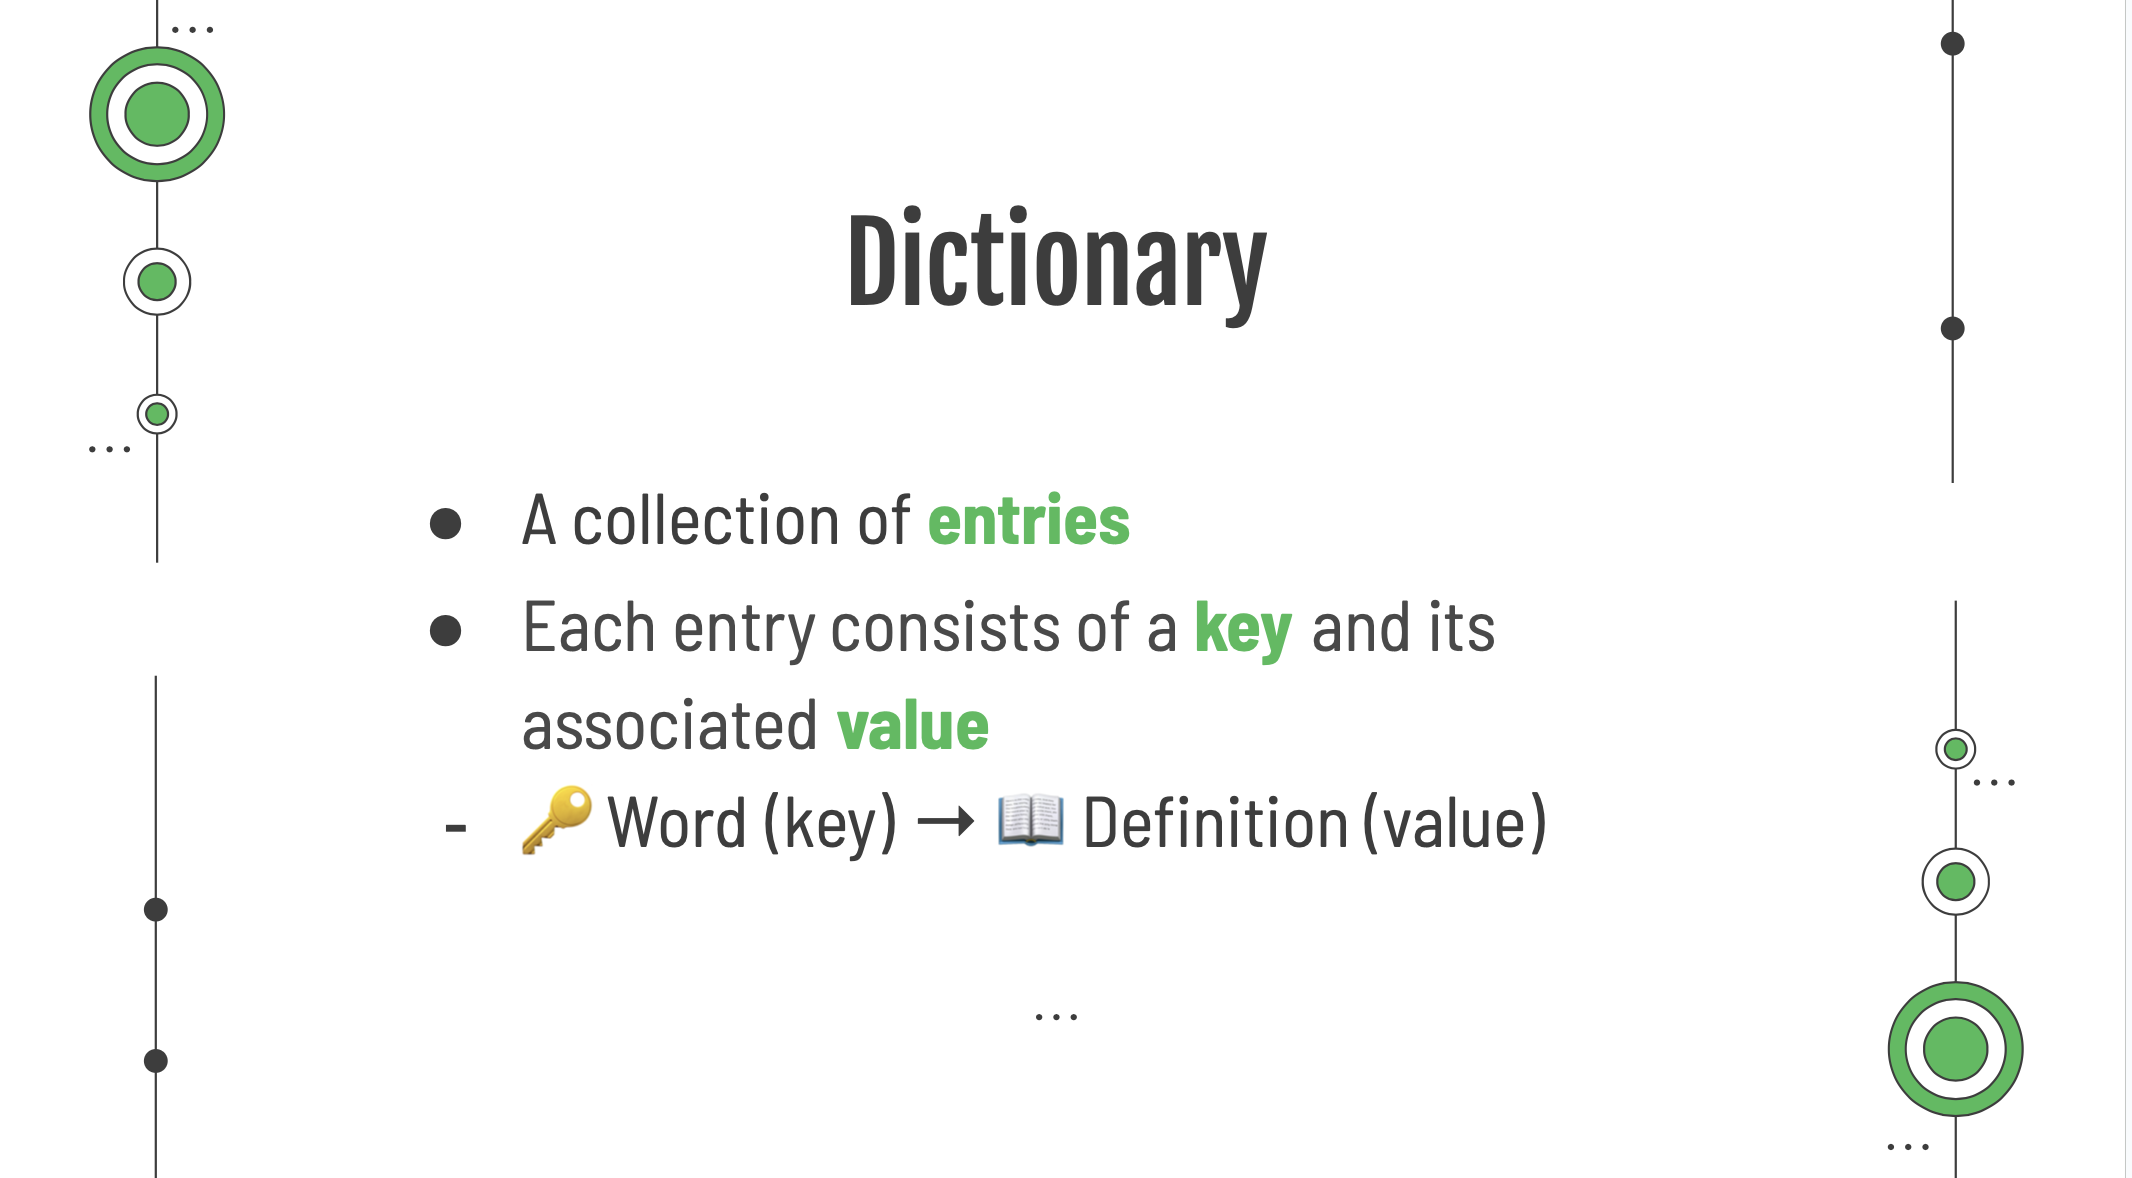 Dictionary
● A collection of entries
● Each entry consists of a key and its
associated value
- 🔑 Word (key) → 📖 Definition (value)